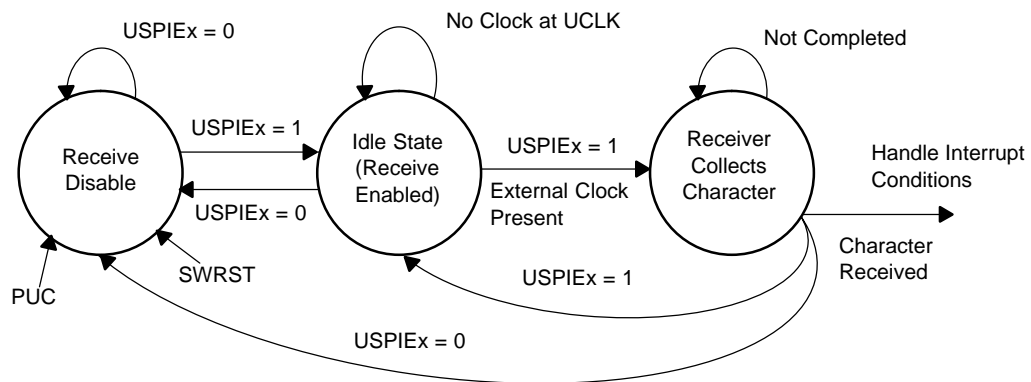 USPIEx = 0
No Clock at UCLK
Not Completed
USPIEx = 1
Receive
Disable
Idle State
(Receive
Enabled)
USPIEx = 1
Receiver
Collects
Character
Handle Interrupt
Conditions
USPIEx = 0
External Clock
Present
Character
Received
SWRST
PUC
USPIEx = 1
USPIEx = 0